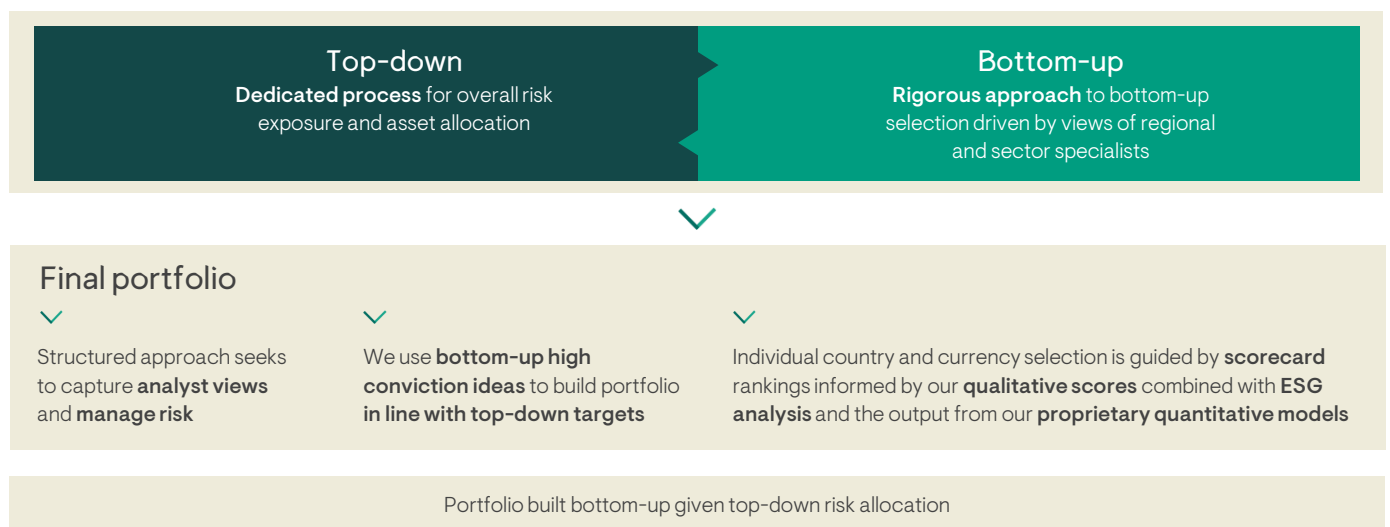 Top-down
Dedicated process for overall risk
exposure and asset allocation
Bottom-up
Rigorous approach to bottom-up
selection driven by views of regional
and sector specialists
Final portfolio
Structured approach seeks
to capture analyst views
and manage risk
We use bottom-up high
conviction ideas to build portfolio
in line with top-down targets
Individual country and currency selection is guided by scorecard
rankings informed by our qualitative scores combined with ESG
analysis and the output from our proprietary quantitative models
Portfolio built bottom-up given top-down risk allocation